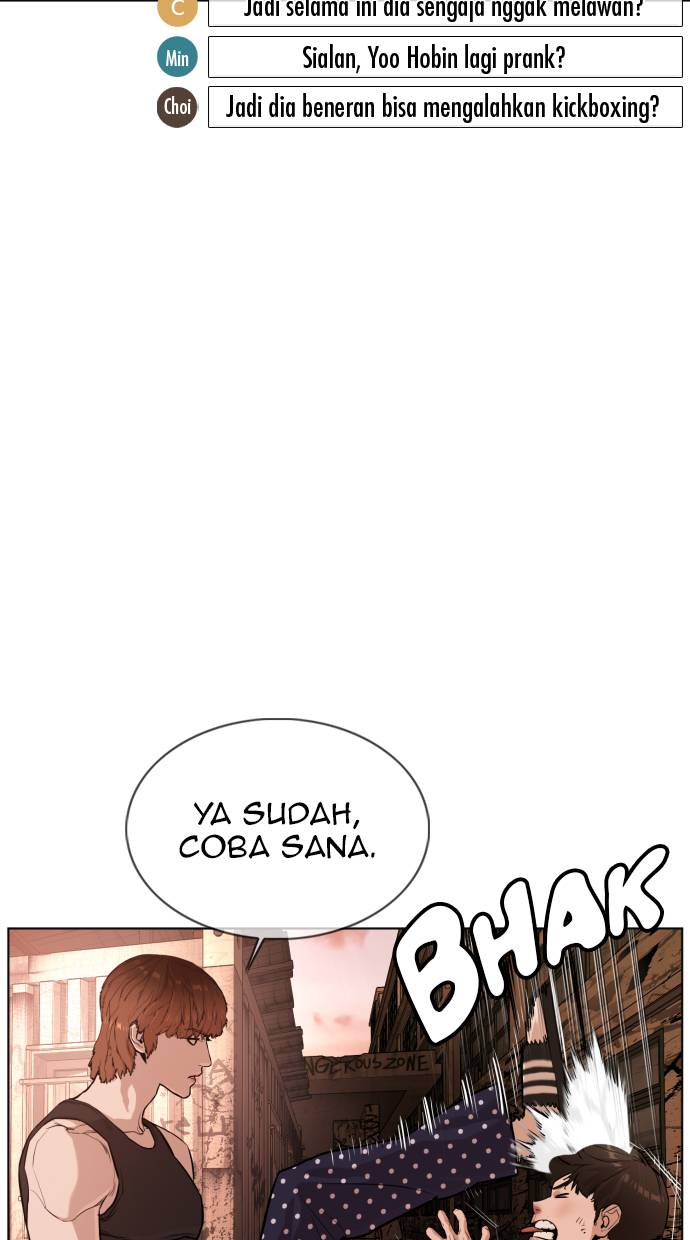 C
Jadi selama ini dia sengaja nggak melawan?
Min
Sialan, Yoo Hobin lagi prank?
Choi
Jadi dia beneran bisa mengalahkan kickboxing?
YA SUDAH,
COBA SANA.
BHAK
NGEROUS ZONE